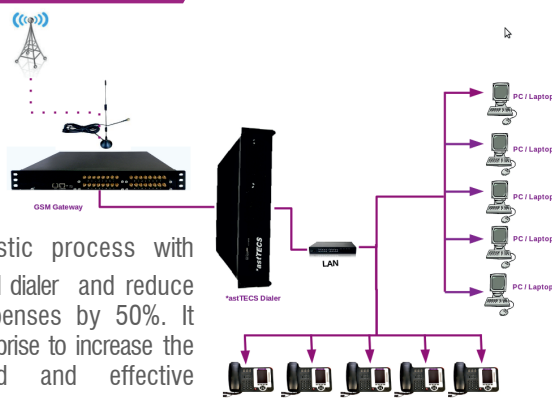 PC / Laptop
PC / Laptop
PC / Laptop
PC / Laptop
PC / Laptop
GSM Gateway
*astTECS
*astTECS Dialer
LAN
stic process with
dialer and reduce
penses by 50%. It
prise to increase the
and effective